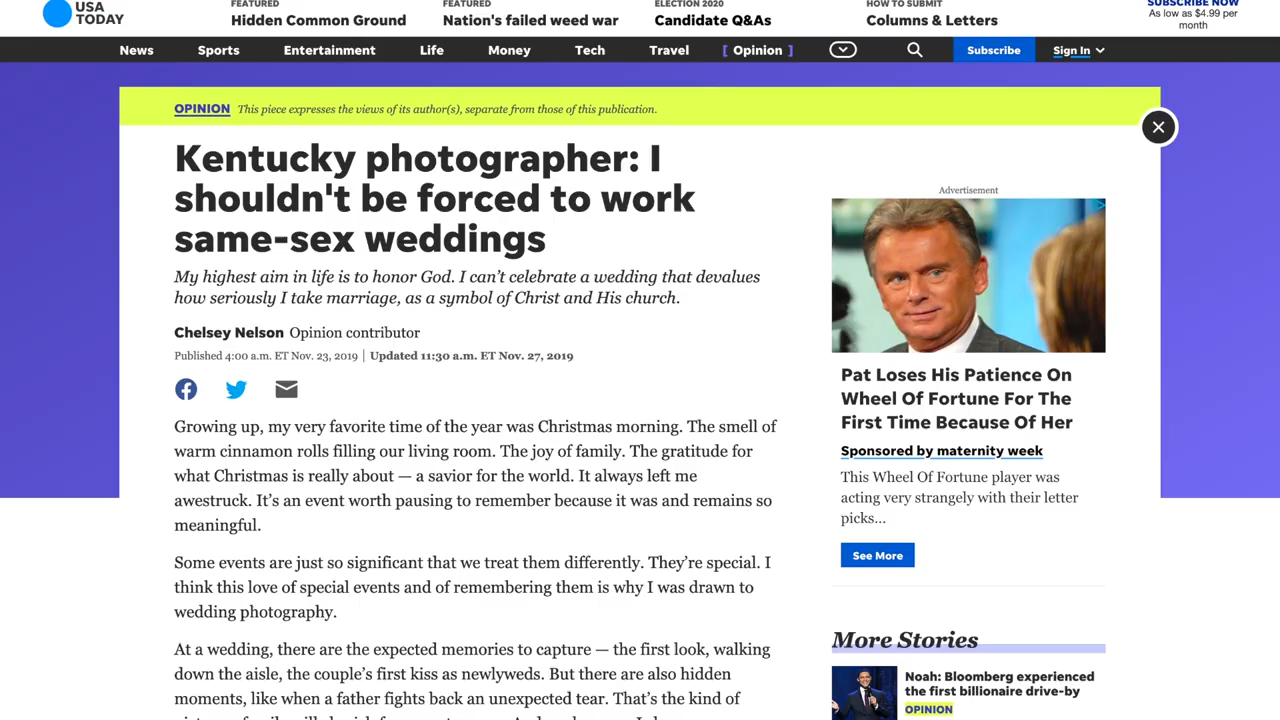 USA
TODAY
FEATURED
Hidden Common Ground
FEATURED
Nation's failed weed war
ELECTION 2020
Candidate Q&As
HOW TO SUBMIT
Columns & Letters
SUBSCRIBE NOW
As low as $4.99 per
month
News Sports Entertainment Life Money Tech Travel [ Opinion ] Subscribe Sign In
OPINION This piece expresses the views of its author(s), separate from those of this publication.
Kentucky photographer: I
shouldn't be forced to work
same-sex weddings
My highest aim in life is to honor God. I can’t celebrate a wedding that devalues
how seriously I take marriage, as a symbol of Christ and His church.
Chelsey Nelson Opinion contributor
Published 4:00 a.m. ET Nov. 23, 2019 | Updated 11:30 a.m. ET Nov. 27, 2019
Growing up, my very favorite time of the year was Christmas morning. The smell of
warm cinnamon rolls filling our living room. The joy of family. The gratitude for
what Christmas is really about — a savior for the world. It always left me
awestruck. It’s an event worth pausing to remember because it was and remains so
meaningful.
Some events are just so significant that we treat them differently. They’re special. I
think this love of special events and of remembering them is why I was drawn to
wedding photography.
At a wedding, there are the expected memories to capture — the first look, walking
down the aisle, the couple’s first kiss as newlyweds. But there are also hidden
moments, like when a father fights back an unexpected tear. That’s the kind of
Advertisement
Pat Loses His Patience On
Wheel Of Fortune For The
First Time Because Of Her
Sponsored by maternity week
This Wheel Of Fortune player was
acting very strangely with their letter
picks...
See More
More Stories
Noah: Bloomberg experienced
the first billionaire drive-by
OPINION